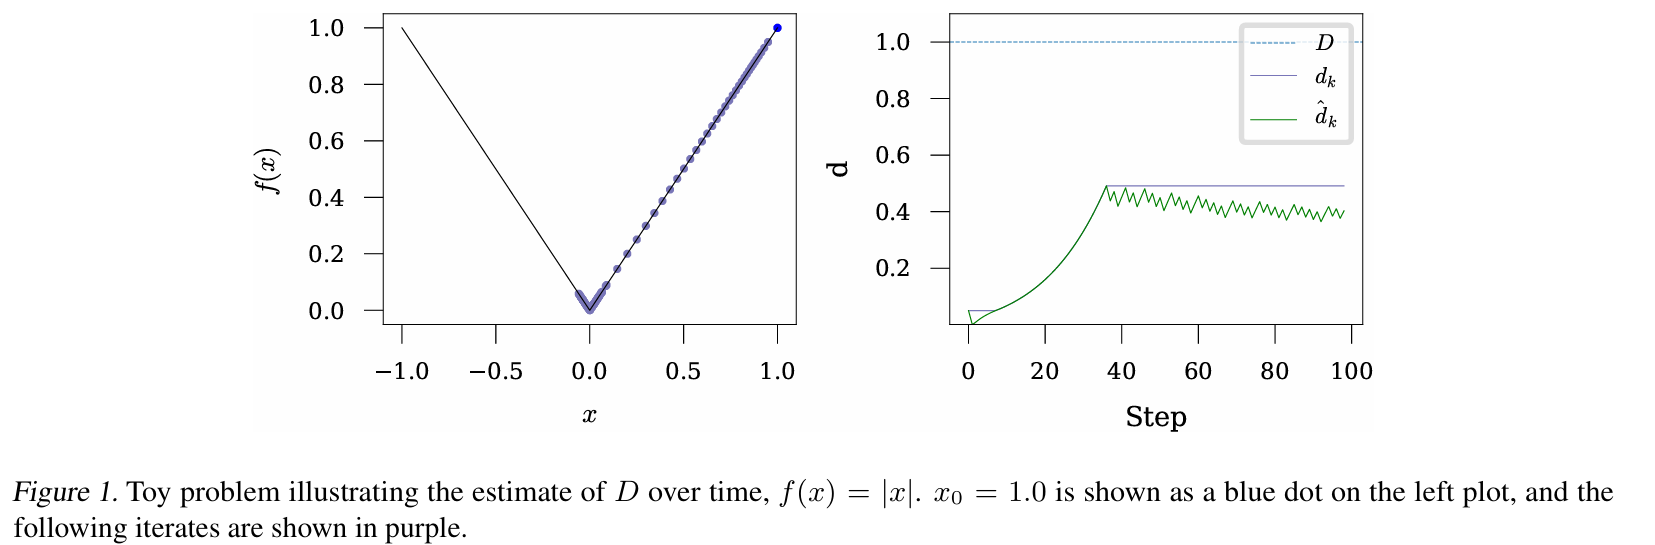 1.0
0.8
0.6
0.4
0.2
0.0
f(x)
−1.0 −0.5 0.0 0.5 1.0
x
1.0
0.8
0.6
0.4
0.2
d
D
d_k
d̂_k
0 20 40 60 80 100
Step
Figure 1. Toy problem illustrating the estimate of D over time, f(x) = |x|. x₀ = 1.0 is shown as a blue dot on the left plot, and the
following iterates are shown in purple.